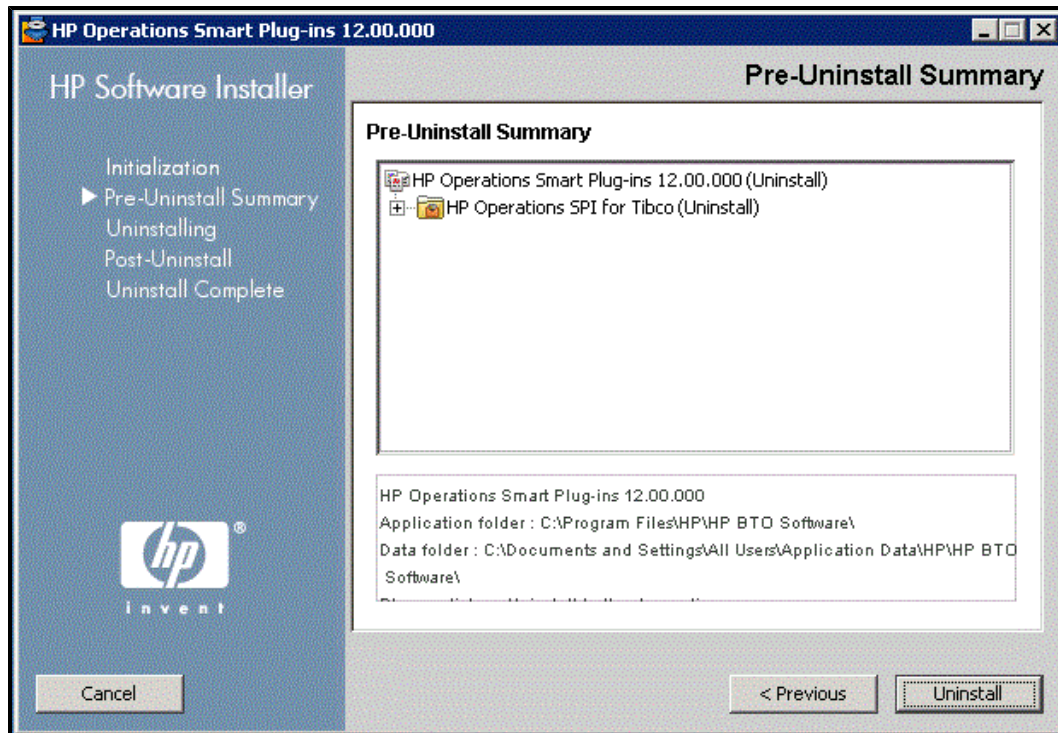 HP Operations Smart Plug-ins 12.00.000
HP Software Installer
Initialization
Pre-Uninstall Summary
Uninstalling
Post-Uninstall
Uninstall Complete
hp
®
invent
Pre-Uninstall Summary
Pre-Uninstall Summary
HP Operations Smart Plug-ins 12.00.000 (Uninstall)
HP Operations SPI for Tibco (Uninstall)
HP Operations Smart Plug-ins 12.00.000
Application folder : C:\Program Files\HP\HP BTO Software\
Data folder : C:\Documents and Settings\All Users\Application Data\HP\HP BTO
Software\
Cancel
< Previous
Uninstall